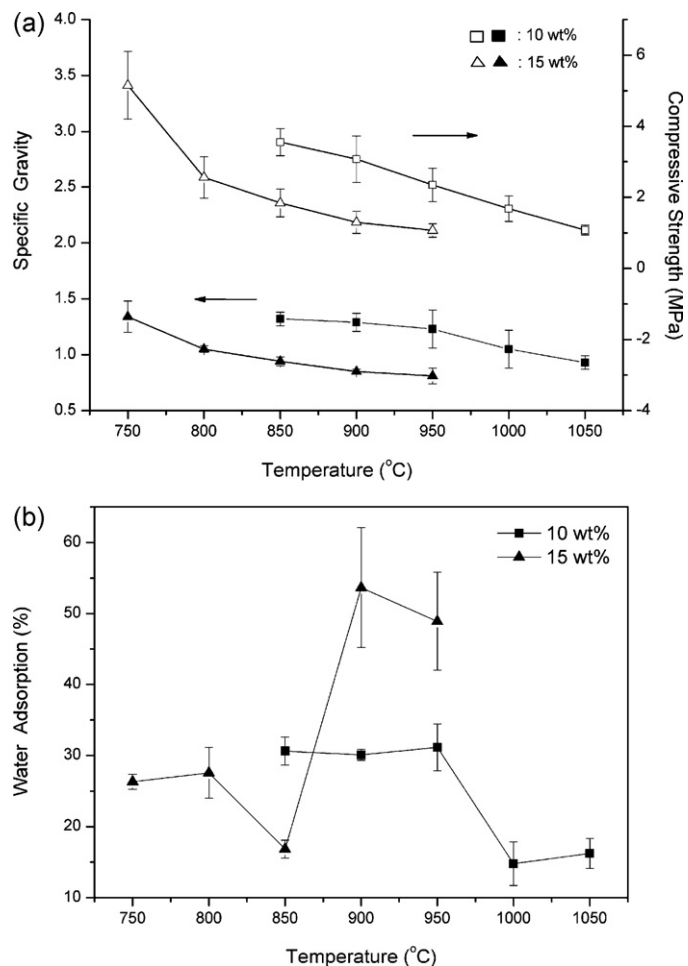 (a)
4.0
3.5
3.0
2.5
2.0
1.5
1.0
0.5
Specific Gravity
: 10 wt%
: 15 wt%
6
4
2
0
-2
-4
Compressive Strength (MPa)
750 800 850 900 950 1000 1050
Temperature (°C)
(b)
60
50
40
30
20
10
Water Adsorption (%)
10 wt%
15 wt%
750 800 850 900 950 1000 1050
Temperature (°C)